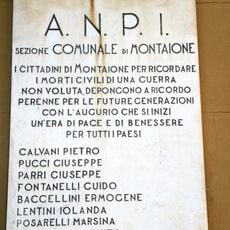 A.N.P.I.
SEZIONE COMUNALE DI MONTAIONE
I CITTADINI DI MONTAIONE PER RICORDARE
I MORTI CIVILI DI UNA GUERRA
NON VOLUTA, DEPONGONO A RICORDO
PERENNE PER LE FUTURE GENERAZIONI
CON L'AUGURIO CHE SI INIZI
UN'ERA DI PACE E DI BENESSERE
PER TUTTI I PAESI
CALVANI PIETRO
PUCCI GIUSEPPE
PARRI GIUSEPPE
FONTANELLI GUIDO
BACCELLINI ERMOGENE
LENTINI IOLANDA
POSARELLI MARSINA